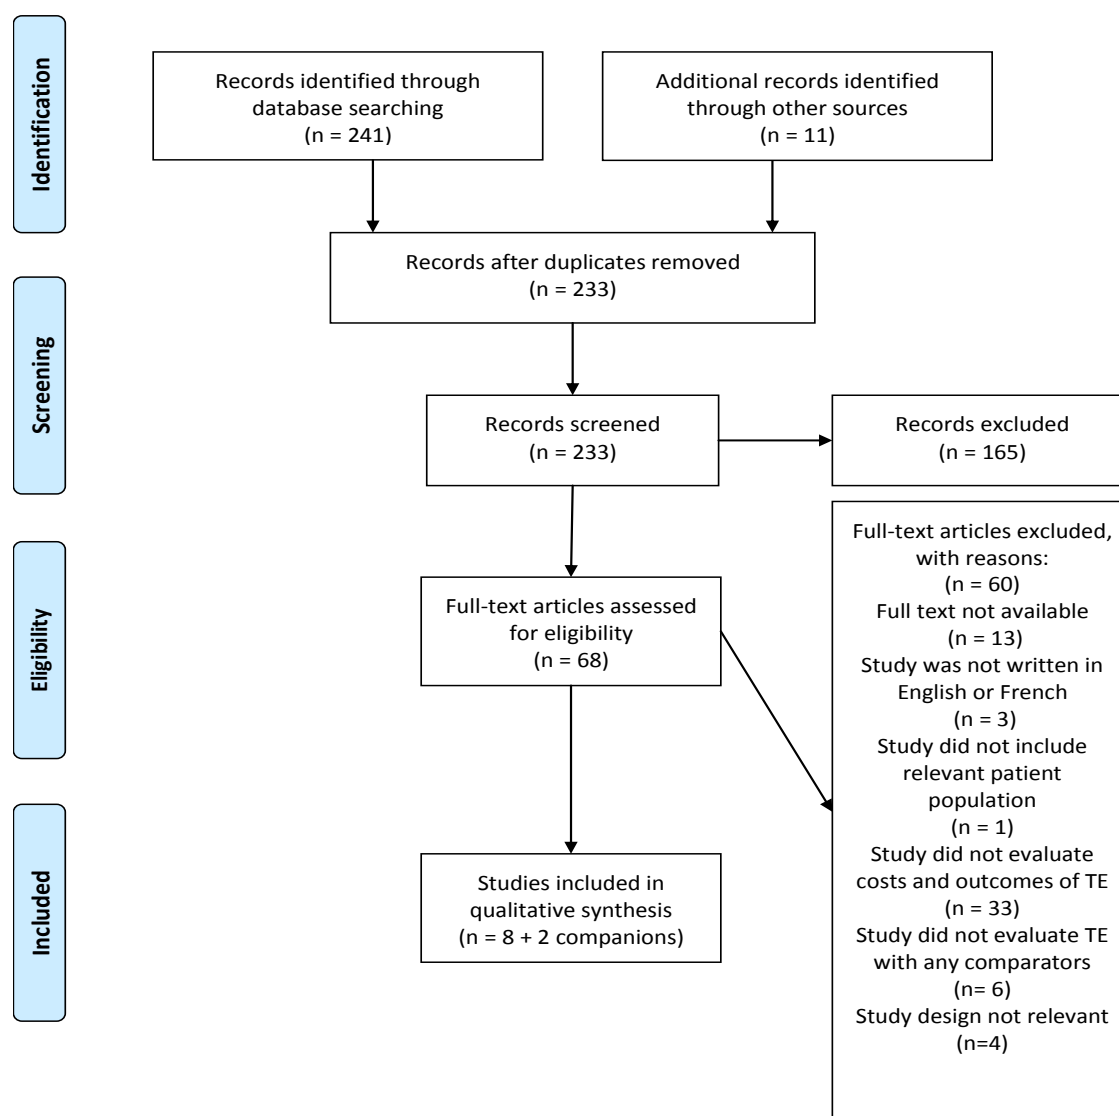 Identification
Records identified through
database searching
(n = 241)
Additional records identified
through other sources
(n = 11)
Records after duplicates removed
(n = 233)
Screening
Records screened
(n = 233)
Records excluded
(n = 165)
Eligibility
Full-text articles assessed
for eligibility
(n = 68)
Full-text articles excluded,
with reasons:
(n = 60)
Full text not available
(n = 13)
Study was not written in
English or French
(n = 3)
Study did not include
relevant patient
population
(n = 1)
Study did not evaluate
costs and outcomes of TE
(n = 33)
Study did not evaluate TE
with any comparators
(n= 6)
Study design not relevant
(n=4)
Included
Studies included in
qualitative synthesis
(n = 8 + 2 companions)